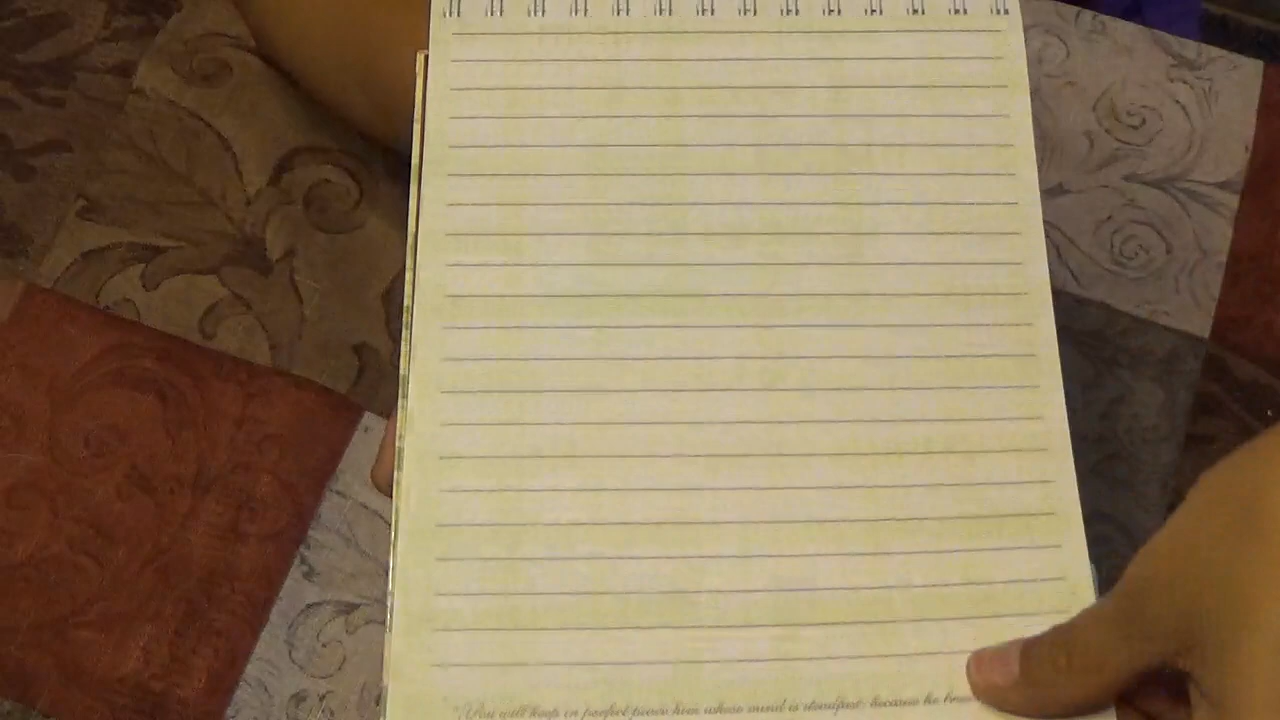 "You will keep in perfect peace him whose mind is steadfast, because he